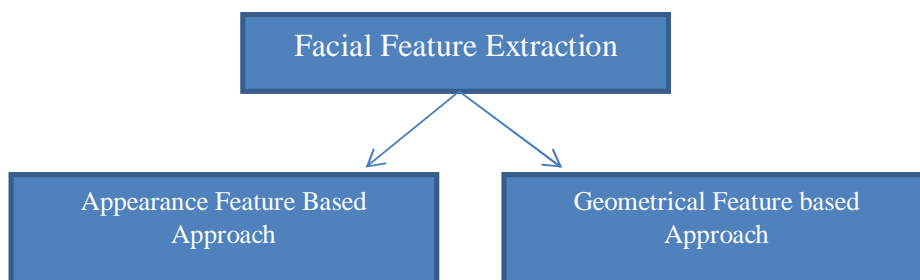 Facial Feature Extraction
Appearance Feature Based
Approach
Geometrical Feature based
Approach